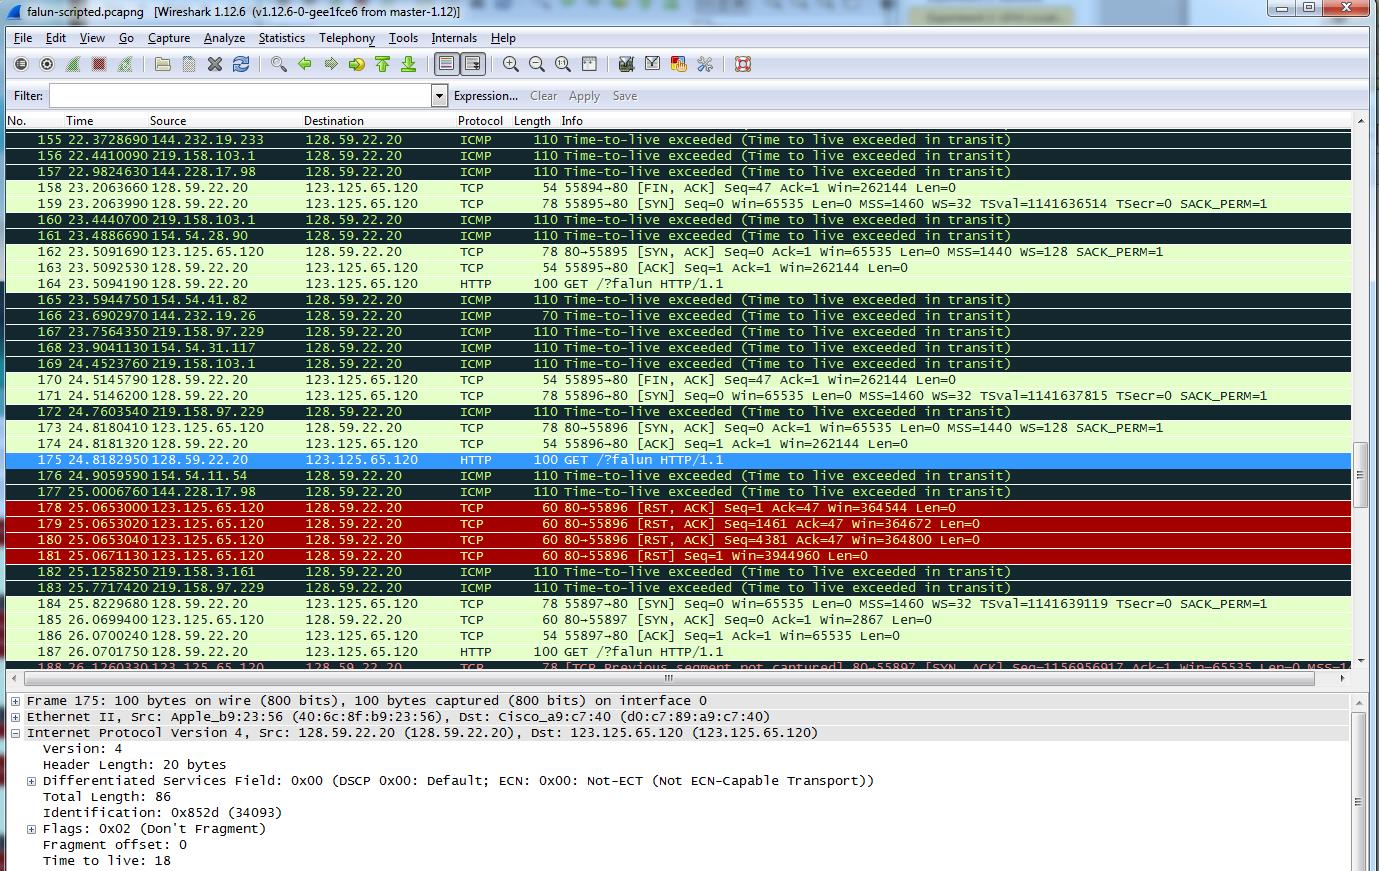 falun-scripted.pcapng [Wireshark 1.12.6 (v1.12.6-0-gee1fce6 from master-1.12)]
File Edit View Go Capture Analyze Statistics Telephony Tools Internals Help
Filter: Expression... Clear Apply Save
No. Time Source Destination Protocol Length Info
155 22.3728690 144.232.19.233 128.59.22.20 ICMP 110 Time-to-live exceeded (Time to live exceeded in transit)
156 22.4410090 219.158.103.1 128.59.22.20 ICMP 110 Time-to-live exceeded (Time to live exceeded in transit)
157 22.9824630 144.228.17.98 128.59.22.20 ICMP 110 Time-to-live exceeded (Time to live exceeded in transit)
158 23.2063660 128.59.22.20 123.125.65.120 TCP 54 55894→80 [FIN, ACK] Seq=47 Ack=1 Win=262144 Len=0
159 23.2063990 128.59.22.20 123.125.65.120 TCP 78 55895→80 [SYN] Seq=0 Win=65535 Len=0 MSS=1460 WS=32 TSval=1141636514 TSecr=0 SACK_PERM=1
160 23.4440700 219.158.103.1 128.59.22.20 ICMP 110 Time-to-live exceeded (Time to live exceeded in transit)
161 23.4886690 154.54.28.90 128.59.22.20 ICMP 110 Time-to-live exceeded (Time to live exceeded in transit)
162 23.5091690 123.125.65.120 128.59.22.20 TCP 78 80→55895 [SYN, ACK] Seq=0 Ack=1 Win=65535 Len=0 MSS=1440 WS=128 SACK_PERM=1
163 23.5092530 128.59.22.20 123.125.65.120 TCP 54 55895→80 [ACK] Seq=1 Ack=1 Win=262144 Len=0
164 23.5094190 128.59.22.20 123.125.65.120 HTTP 100 GET /?falun HTTP/1.1
165 23.5944750 154.54.41.82 128.59.22.20 ICMP 110 Time-to-live exceeded (Time to live exceeded in transit)
166 23.6902970 144.232.19.26 128.59.22.20 ICMP 70 Time-to-live exceeded (Time to live exceeded in transit)
167 23.7564350 219.158.97.229 128.59.22.20 ICMP 110 Time-to-live exceeded (Time to live exceeded in transit)
168 23.9041130 154.54.31.117 128.59.22.20 ICMP 110 Time-to-live exceeded (Time to live exceeded in transit)
169 24.4523760 219.158.103.1 128.59.22.20 ICMP 110 Time-to-live exceeded (Time to live exceeded in transit)
170 24.5145790 128.59.22.20 123.125.65.120 TCP 54 55895→80 [FIN, ACK] Seq=47 Ack=1 Win=262144 Len=0
171 24.5146200 128.59.22.20 123.125.65.120 TCP 78 55896→80 [SYN] Seq=0 Win=65535 Len=0 MSS=1460 WS=32 TSval=1141637815 TSecr=0 SACK_PERM=1
172 24.7603540 219.158.97.229 128.59.22.20 ICMP 110 Time-to-live exceeded (Time to live exceeded in transit)
173 24.8180410 123.125.65.120 128.59.22.20 TCP 78 80→55896 [SYN, ACK] Seq=0 Ack=1 Win=65535 Len=0 MSS=1440 WS=128 SACK_PERM=1
174 24.8181320 128.59.22.20 123.125.65.120 TCP 54 55896→80 [ACK] Seq=1 Ack=1 Win=262144 Len=0
175 24.8182950 128.59.22.20 123.125.65.120 HTTP 100 GET /?falun HTTP/1.1
176 24.9059590 154.54.11.54 128.59.22.20 ICMP 110 Time-to-live exceeded (Time to live exceeded in transit)
177 25.0006760 144.228.17.98 128.59.22.20 ICMP 110 Time-to-live exceeded (Time to live exceeded in transit)
178 25.0653000 123.125.65.120 128.59.22.20 TCP 60 80→55896 [RST, ACK] Seq=1 Ack=47 Win=364544 Len=0
179 25.0653020 123.125.65.120 128.59.22.20 TCP 60 80→55896 [RST, ACK] Seq=1461 Ack=47 Win=364672 Len=0
180 25.0653040 123.125.65.120 128.59.22.20 TCP 60 80→55896 [RST, ACK] Seq=4381 Ack=47 Win=364800 Len=0
181 25.0671130 123.125.65.120 128.59.22.20 TCP 60 80→55896 [RST] Seq=1 Win=3944960 Len=0
182 25.1258250 219.158.3.161 128.59.22.20 ICMP 110 Time-to-live exceeded (Time to live exceeded in transit)
183 25.7717420 219.158.97.229 128.59.22.20 ICMP 110 Time-to-live exceeded (Time to live exceeded in transit)
184 25.8229680 128.59.22.20 123.125.65.120 TCP 78 55897→80 [SYN] Seq=0 Win=65535 Len=0 MSS=1460 WS=32 TSval=1141639119 TSecr=0 SACK_PERM=1
185 26.0699400 123.125.65.120 128.59.22.20 TCP 60 80→55897 [SYN, ACK] Seq=0 Ack=1 Win=2867 Len=0
186 26.0700240 128.59.22.20 123.125.65.120 TCP 54 55897→80 [ACK] Seq=1 Ack=1 Win=65535 Len=0
187 26.0701750 128.59.22.20 123.125.65.120 HTTP 100 GET /?falun HTTP/1.1
188 26.1260330 123.125.65.120 128.59.22.20 TCP 78 [TCP Previous segment not captured] 80→55897 [SYN, ACK] Seq=1156956917 Ack=1 Win=65535 Len=0
Frame 175: 100 bytes on wire (800 bits), 100 bytes captured (800 bits) on interface 0
Ethernet II, Src: Apple_b9:23:56 (40:6c:8f:b9:23:56), Dst: Cisco_a9:c7:40 (d0:c7:89:a9:c7:40)
Internet Protocol Version 4, Src: 128.59.22.20 (128.59.22.20), Dst: 123.125.65.120 (123.125.65.120)
Version: 4
Header Length: 20 bytes
Differentiated Services Field: 0x00 (DSCP 0x00: Default; ECN: 0x00: Not-ECT (Not ECN-Capable Transport))
Total Length: 86
Identification: 0x852d (34093)
Flags: 0x02 (Don't Fragment)
Fragment offset: 0
Time to live: 18